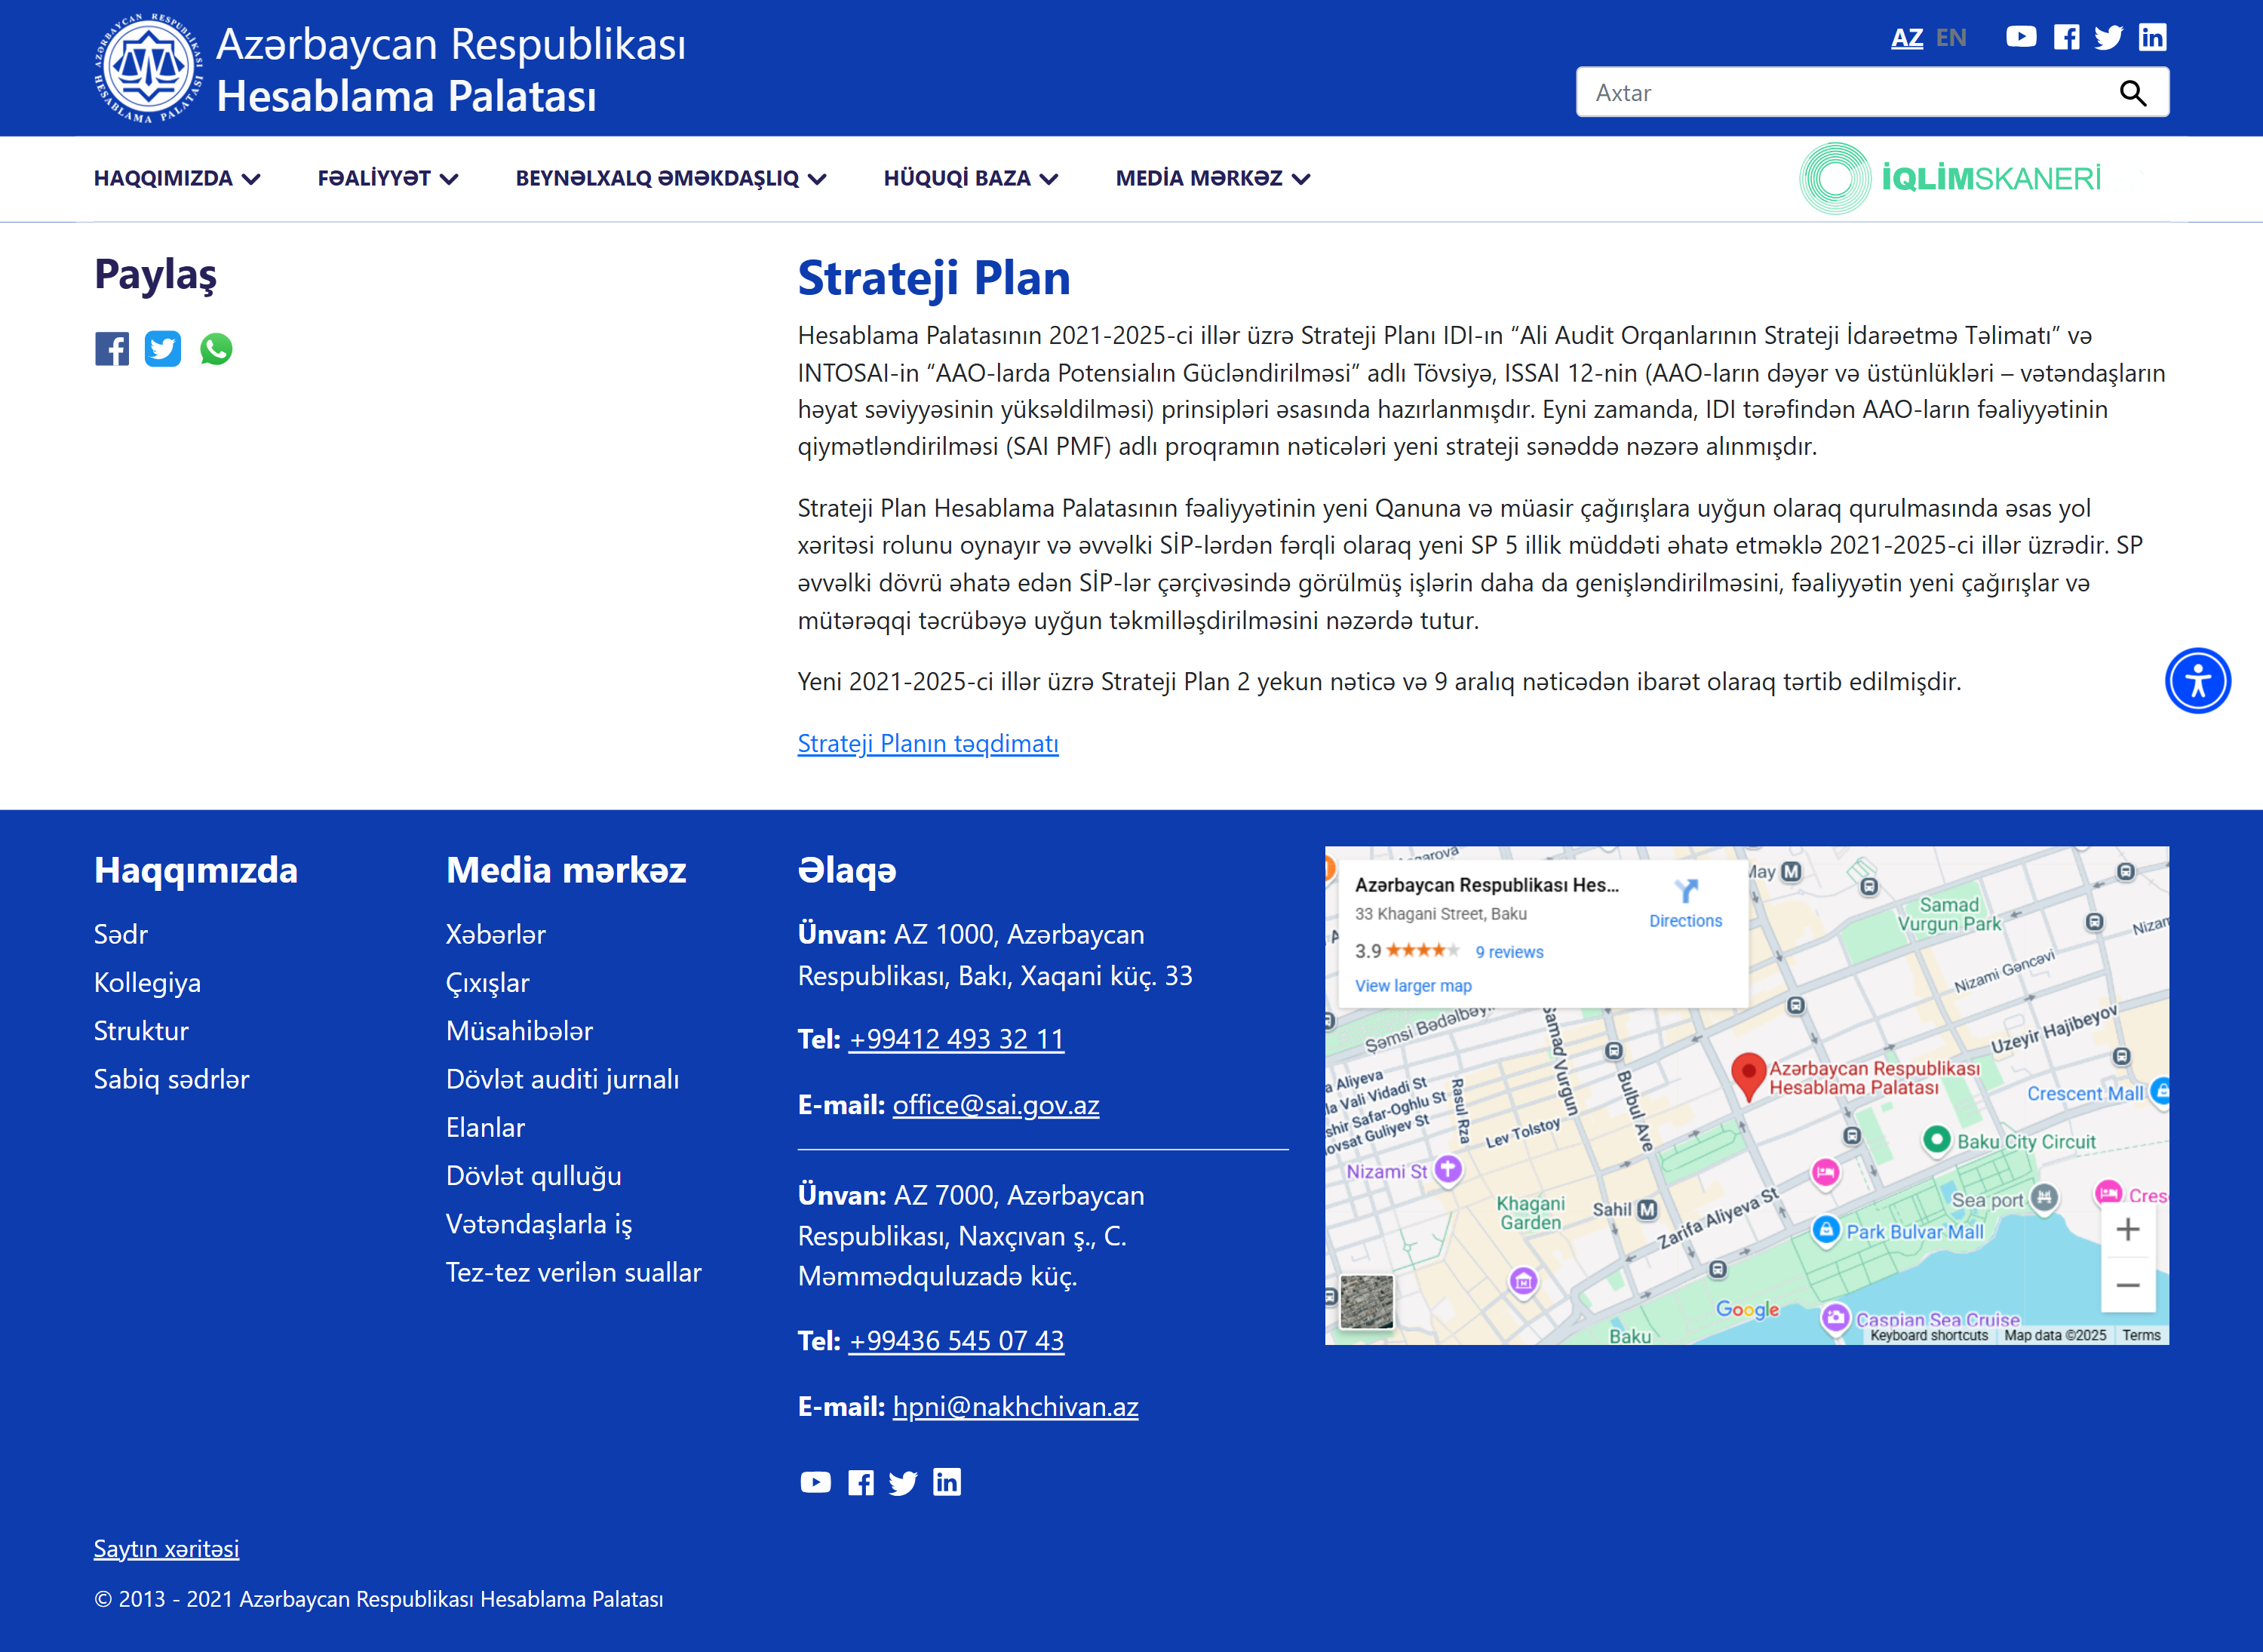 AZƏRBAYCAN RESPUBLİKASI HESABLAMA PALATASI
Azərbaycan Respublikası
Hesablama Palatası
AZ EN
Axtar
HAQQIMIZDA
FƏALİYYƏT
BEYNƏLXALQ ƏMƏKDAŞLIQ
HÜQUQİ BAZA
MEDİA MƏRKƏZ
İQLİMSKANERİ
Paylaş
Strateji Plan
Hesablama Palatasının 2021-2025-ci illər üzrə Strateji Planı IDI-ın “Ali Audit Orqanlarının Strateji İdarəetmə Təlimatı” və
INTOSAI-in “AAO-larda Potensialın Gücləndirilməsi” adlı Tövsiyə, ISSAI 12-nin (AAO-ların dəyər və üstünlükləri – vətəndaşların
həyat səviyyəsinin yüksəldilməsi) prinsipləri əsasında hazırlanmışdır. Eyni zamanda, IDI tərəfindən AAO-ların fəaliyyətinin
qiymətləndirilməsi (SAI PMF) adlı proqramın nəticələri yeni strateji sənəddə nəzərə alınmışdır.
Strateji Plan Hesablama Palatasının fəaliyyətinin yeni Qanuna və müasir çağırışlara uyğun olaraq qurulmasında əsas yol
xəritəsi rolunu oynayır və əvvəlki SİP-lərdən fərqli olaraq yeni SP 5 illik müddəti əhatə etməklə 2021-2025-ci illər üzrədir. SP
əvvəlki dövrü əhatə edən SİP-lər çərçivəsində görülmüş işlərin daha da genişləndirilməsini, fəaliyyətin yeni çağırışlar və
mütərəqqi təcrübəyə uyğun təkmilləşdirilməsini nəzərdə tutur.
Yeni 2021-2025-ci illər üzrə Strateji Plan 2 yekun nəticə və 9 aralıq nəticədən ibarət olaraq tərtib edilmişdir.
Strateji Planın təqdimatı
Haqqımızda
Sədr
Kollegiya
Struktur
Sabiq sədrlər
Media mərkəz
Xəbərlər
Çıxışlar
Müsahibələr
Dövlət auditi jurnalı
Elanlar
Dövlət qulluğu
Vətəndaşlarla iş
Tez-tez verilən suallar
Əlaqə
Ünvan: AZ 1000, Azərbaycan
Respublikası, Bakı, Xaqani küç. 33
Tel: +99412 493 32 11
E-mail: office@sai.gov.az
Ünvan: AZ 7000, Azərbaycan
Respublikası, Naxçıvan ş., C.
Məmmədquluzadə küç.
Tel: +99436 545 07 43
E-mail: hpni@nakhchivan.az
Azərbaycan Respublikası Hes...
33 Khagani Street, Baku
3.9
9 reviews
View larger map
Directions
May
Samad
Vurgun Park
Nizami Gəncəvi
Uzeyir Hajibeyov
Samad Vurgun
Bulbul Ave
Rasul Rza
Lev Tolstoy
Azərbaycan Respublikası
Hesablama Palatası
Crescent Mall
Baku City Circuit
Nizami St
Khagani
Garden
Sahil
Zarifa Aliyeva St
Sea port
Park Bulvar Mall
Caspian Sea Cruise
Baku
Google
Keyboard shortcuts
Map data ©2025
Terms
Saytın xəritəsi
© 2013 - 2021 Azərbaycan Respublikası Hesablama Palatası